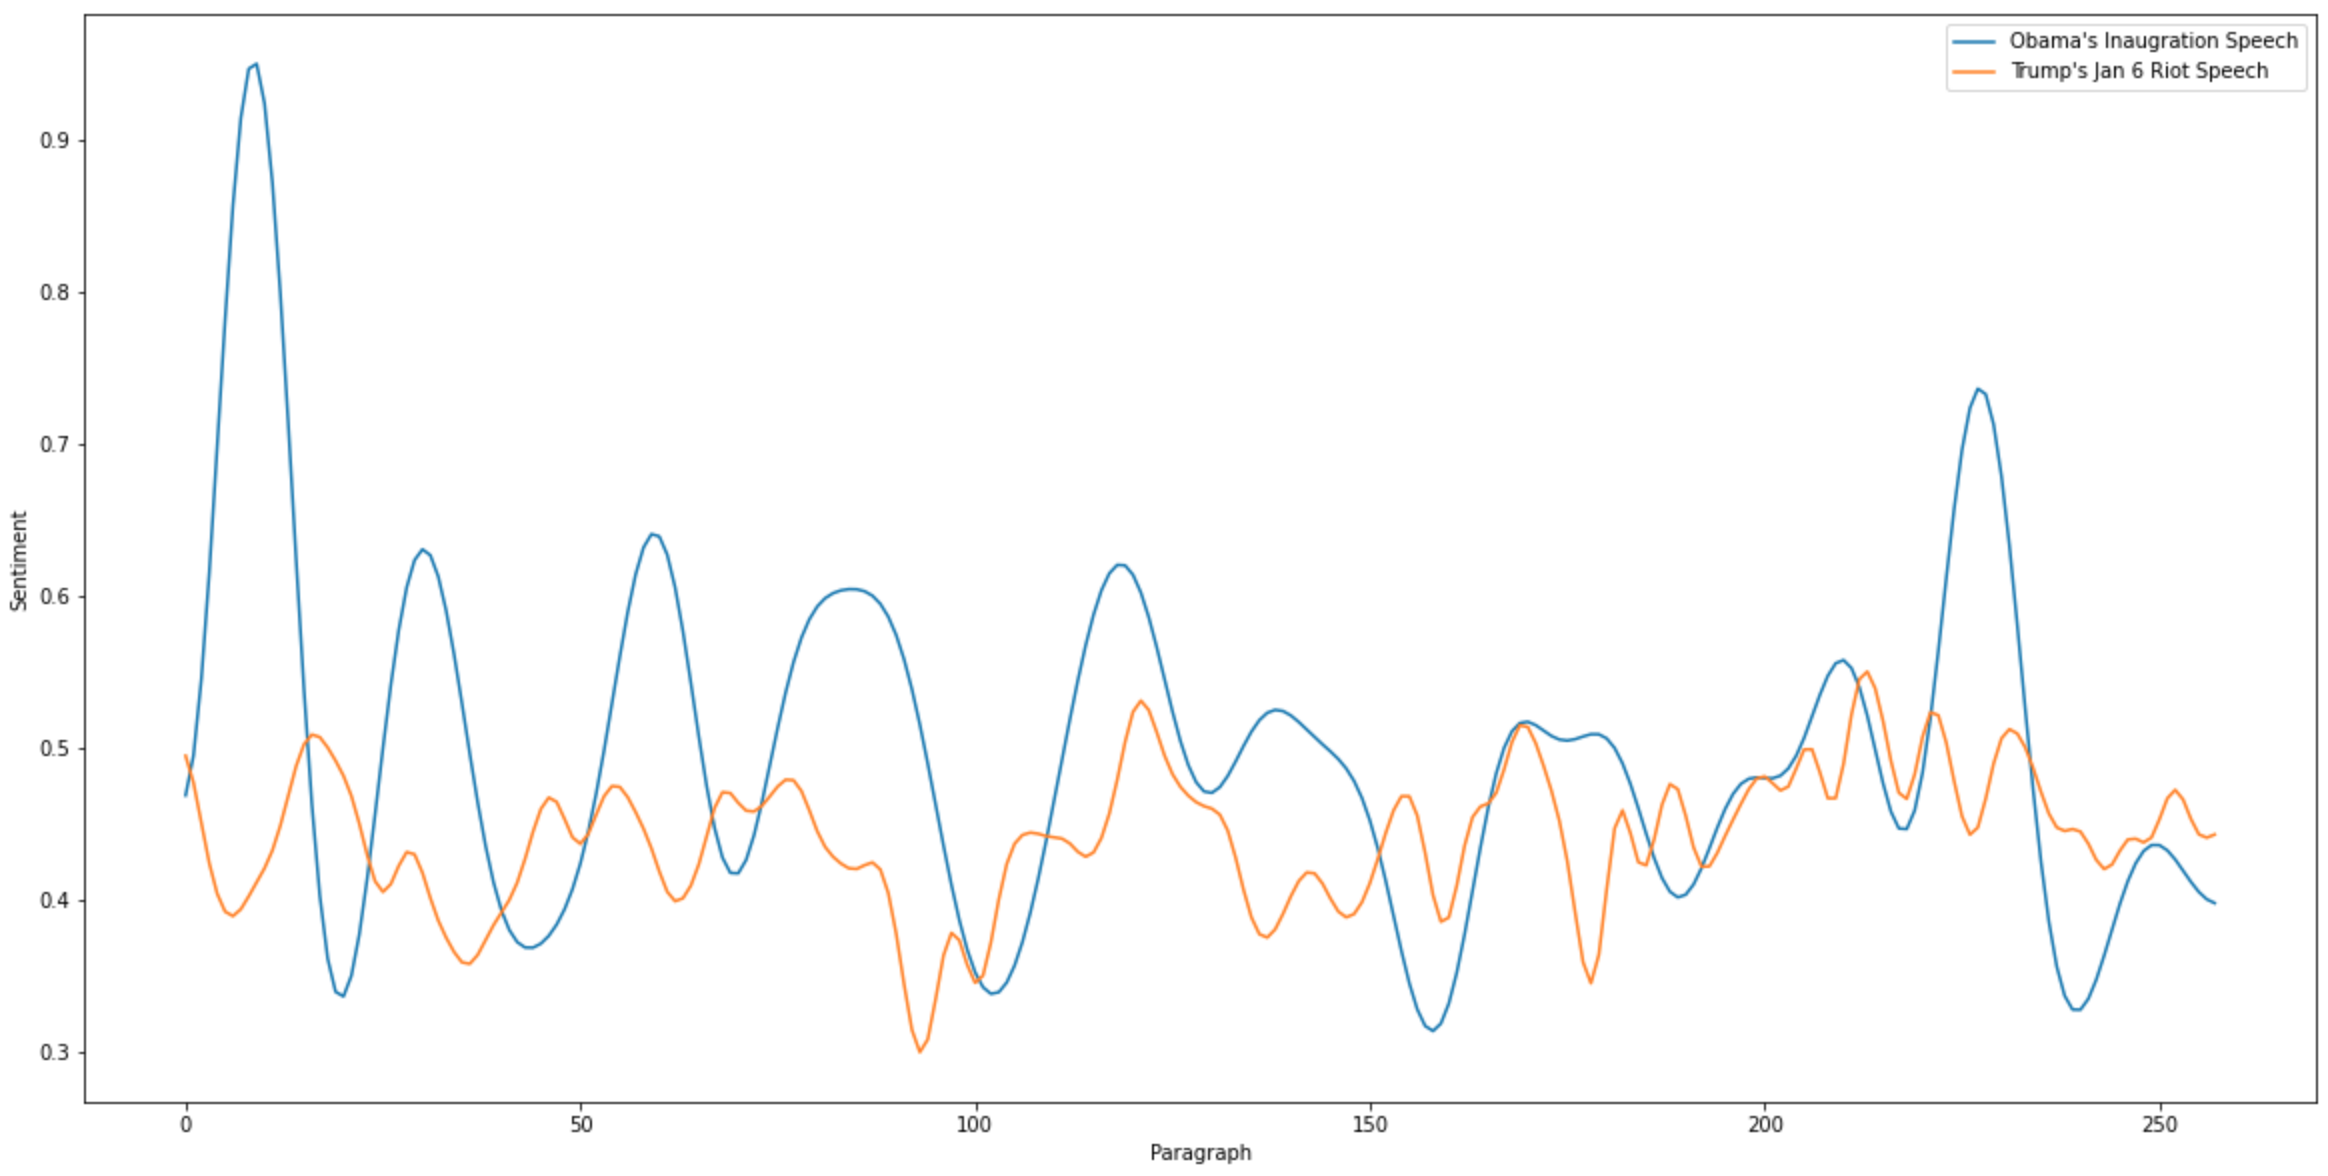 Obama's Inaugration Speech
Trump's Jan 6 Riot Speech
0.9
0.8
0.7
0.6
0.5
0.4
0.3
Sentiment
0 50 100 150 200 250
Paragraph